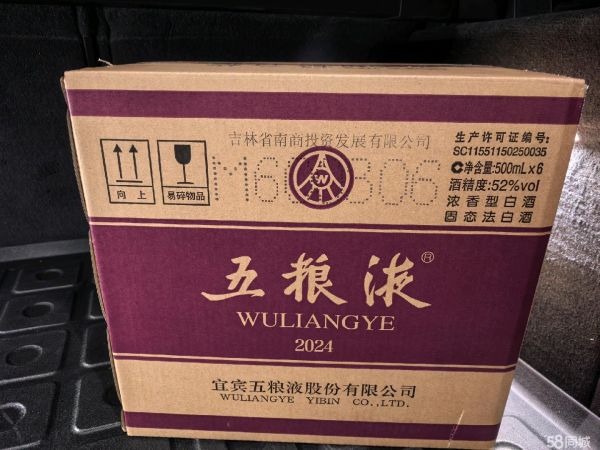 吉林省南商投资发展有限公司
生产许可证编号:
SC11551150250035
净含量:500mL×6
酒精度:52%vol
浓香型白酒
固态法白酒
向上
易碎物品
W
五粮液®
WULIANGYE
2024
宜宾五粮液股份有限公司
WULIANGYE YIBIN CO.,LTD.
58同城